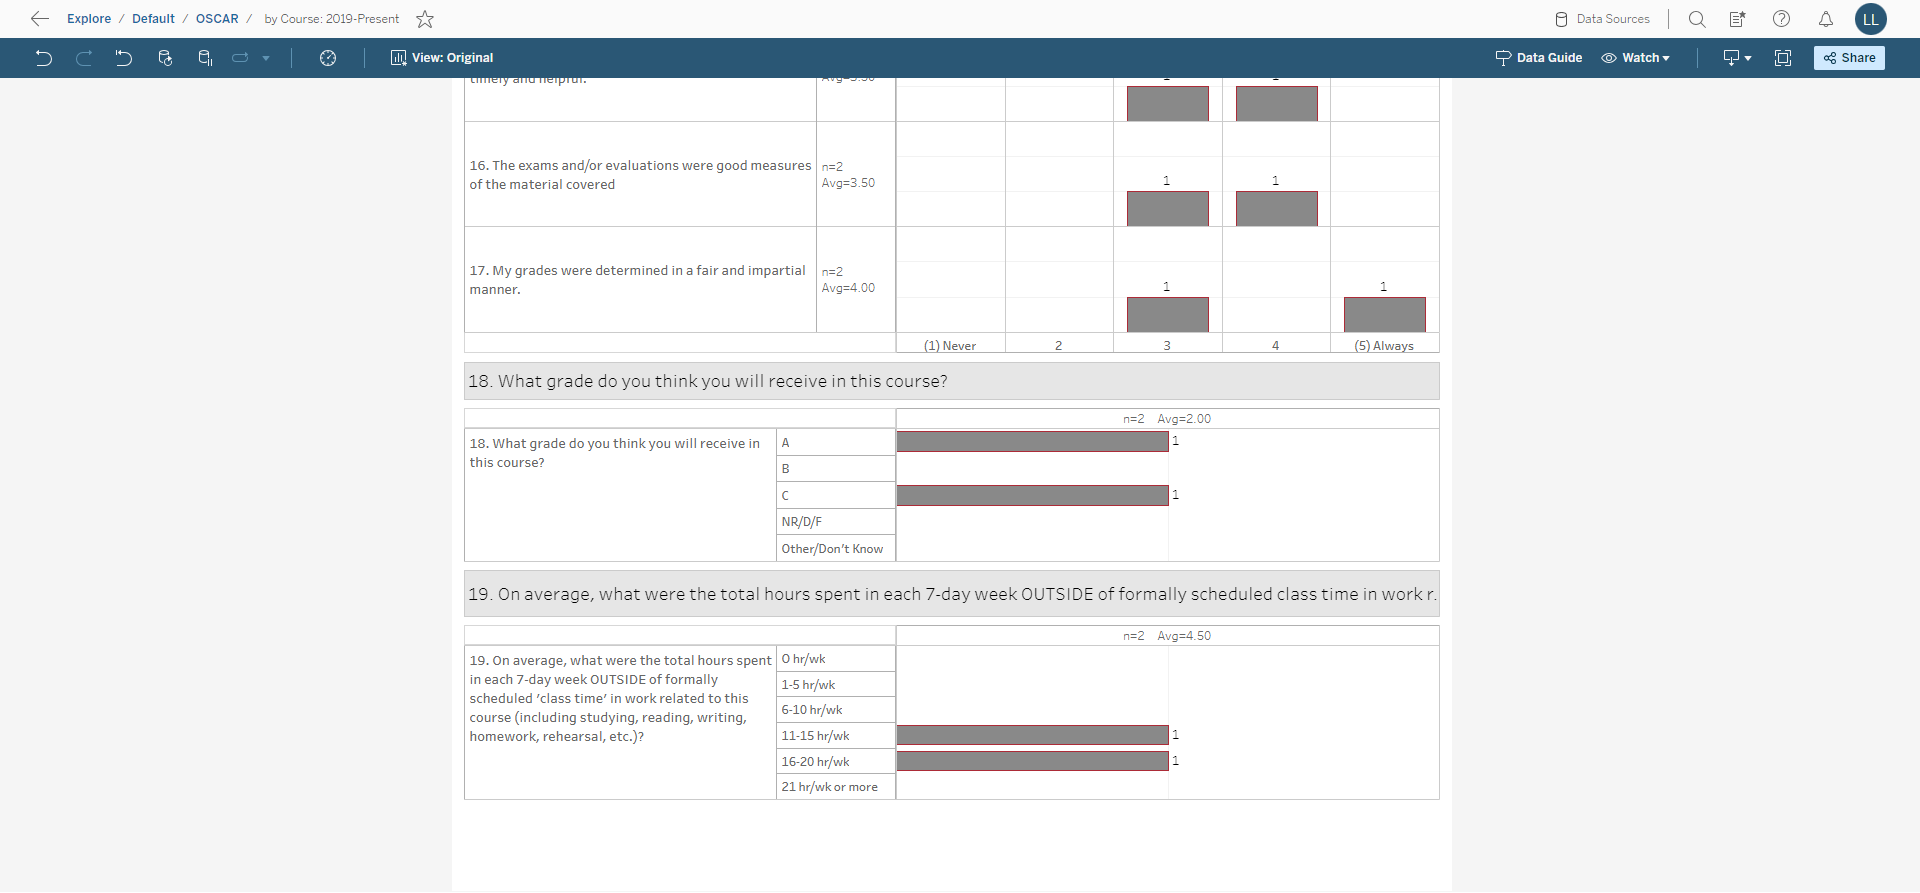 Explore / Default / OSCAR / by Course: 2019-Present
Data Sources
LL
View: Original
Data Guide
Watch
Share
timely and helpful.
Avg=3.50
1 1
16. The exams and/or evaluations were good measures
of the material covered
n=2
Avg=3.50
1 1
17. My grades were determined in a fair and impartial
manner.
n=2
Avg=4.00
1 1
(1) Never 2 3 4 (5) Always
18. What grade do you think you will receive in this course?
n=2 Avg=2.00
18. What grade do you think you will receive in
this course?
A 1
B
C 1
NR/D/F
Other/Don't Know
19. On average, what were the total hours spent in each 7-day week OUTSIDE of formally scheduled class time in work r.
n=2 Avg=4.50
19. On average, what were the total hours spent
in each 7-day week OUTSIDE of formally
scheduled ‘class time’ in work related to this
course (including studying, reading, writing,
homework, rehearsal, etc.)?
0 hr/wk
1-5 hr/wk
6-10 hr/wk
11-15 hr/wk 1
16-20 hr/wk 1
21 hr/wk or more